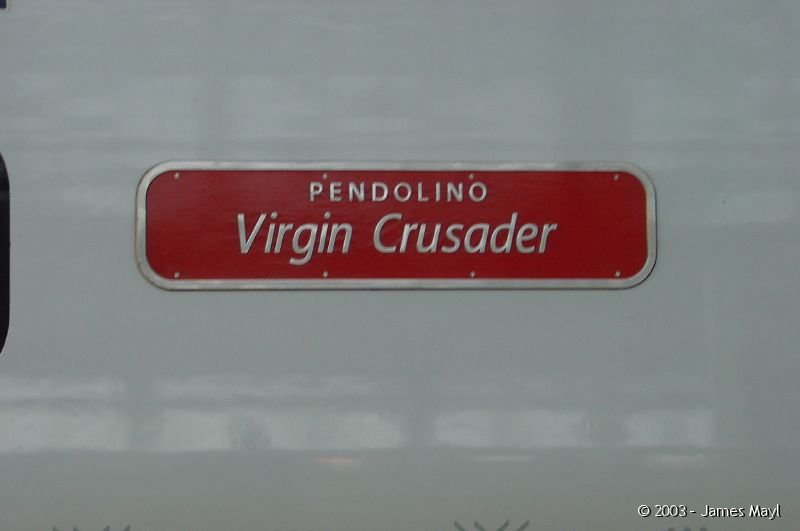 PENDOLINO
Virgin Crusader
© 2003 - James Mayl